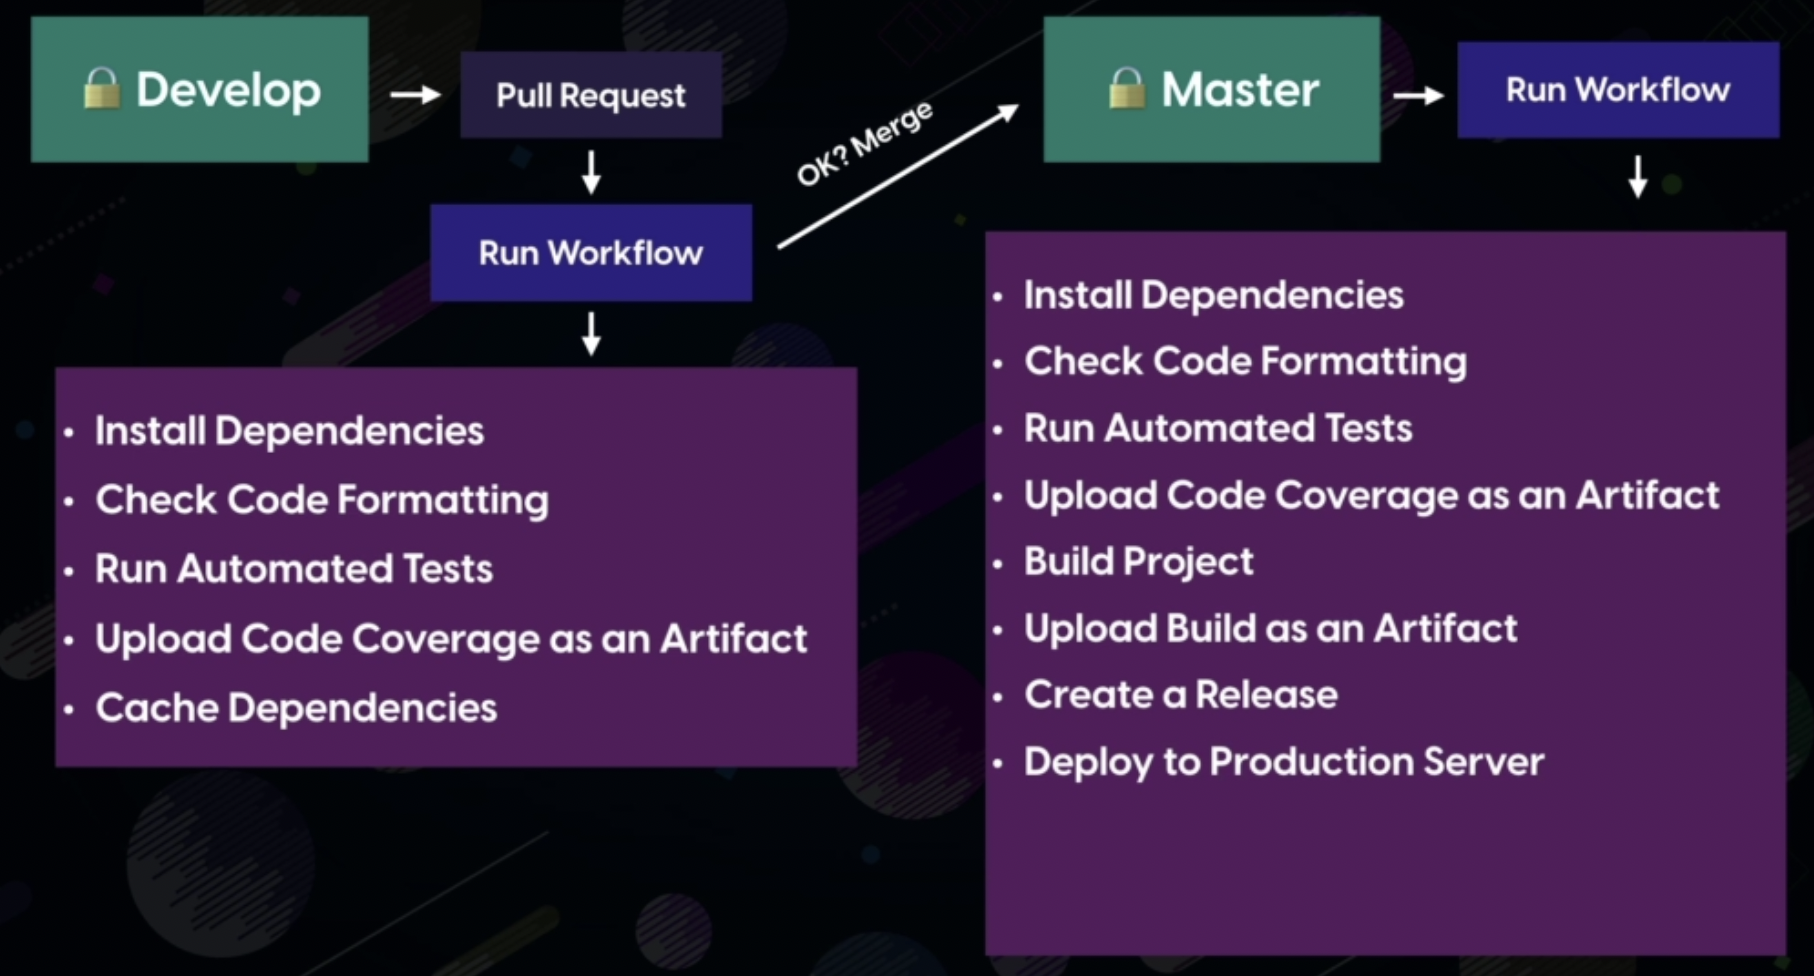 Develop
Pull Request
Run Workflow
• Install Dependencies
• Check Code Formatting
• Run Automated Tests
• Upload Code Coverage as an Artifact
• Cache Dependencies
OK? Merge
Master
Run Workflow
• Install Dependencies
• Check Code Formatting
• Run Automated Tests
• Upload Code Coverage as an Artifact
• Build Project
• Upload Build as an Artifact
• Create a Release
• Deploy to Production Server